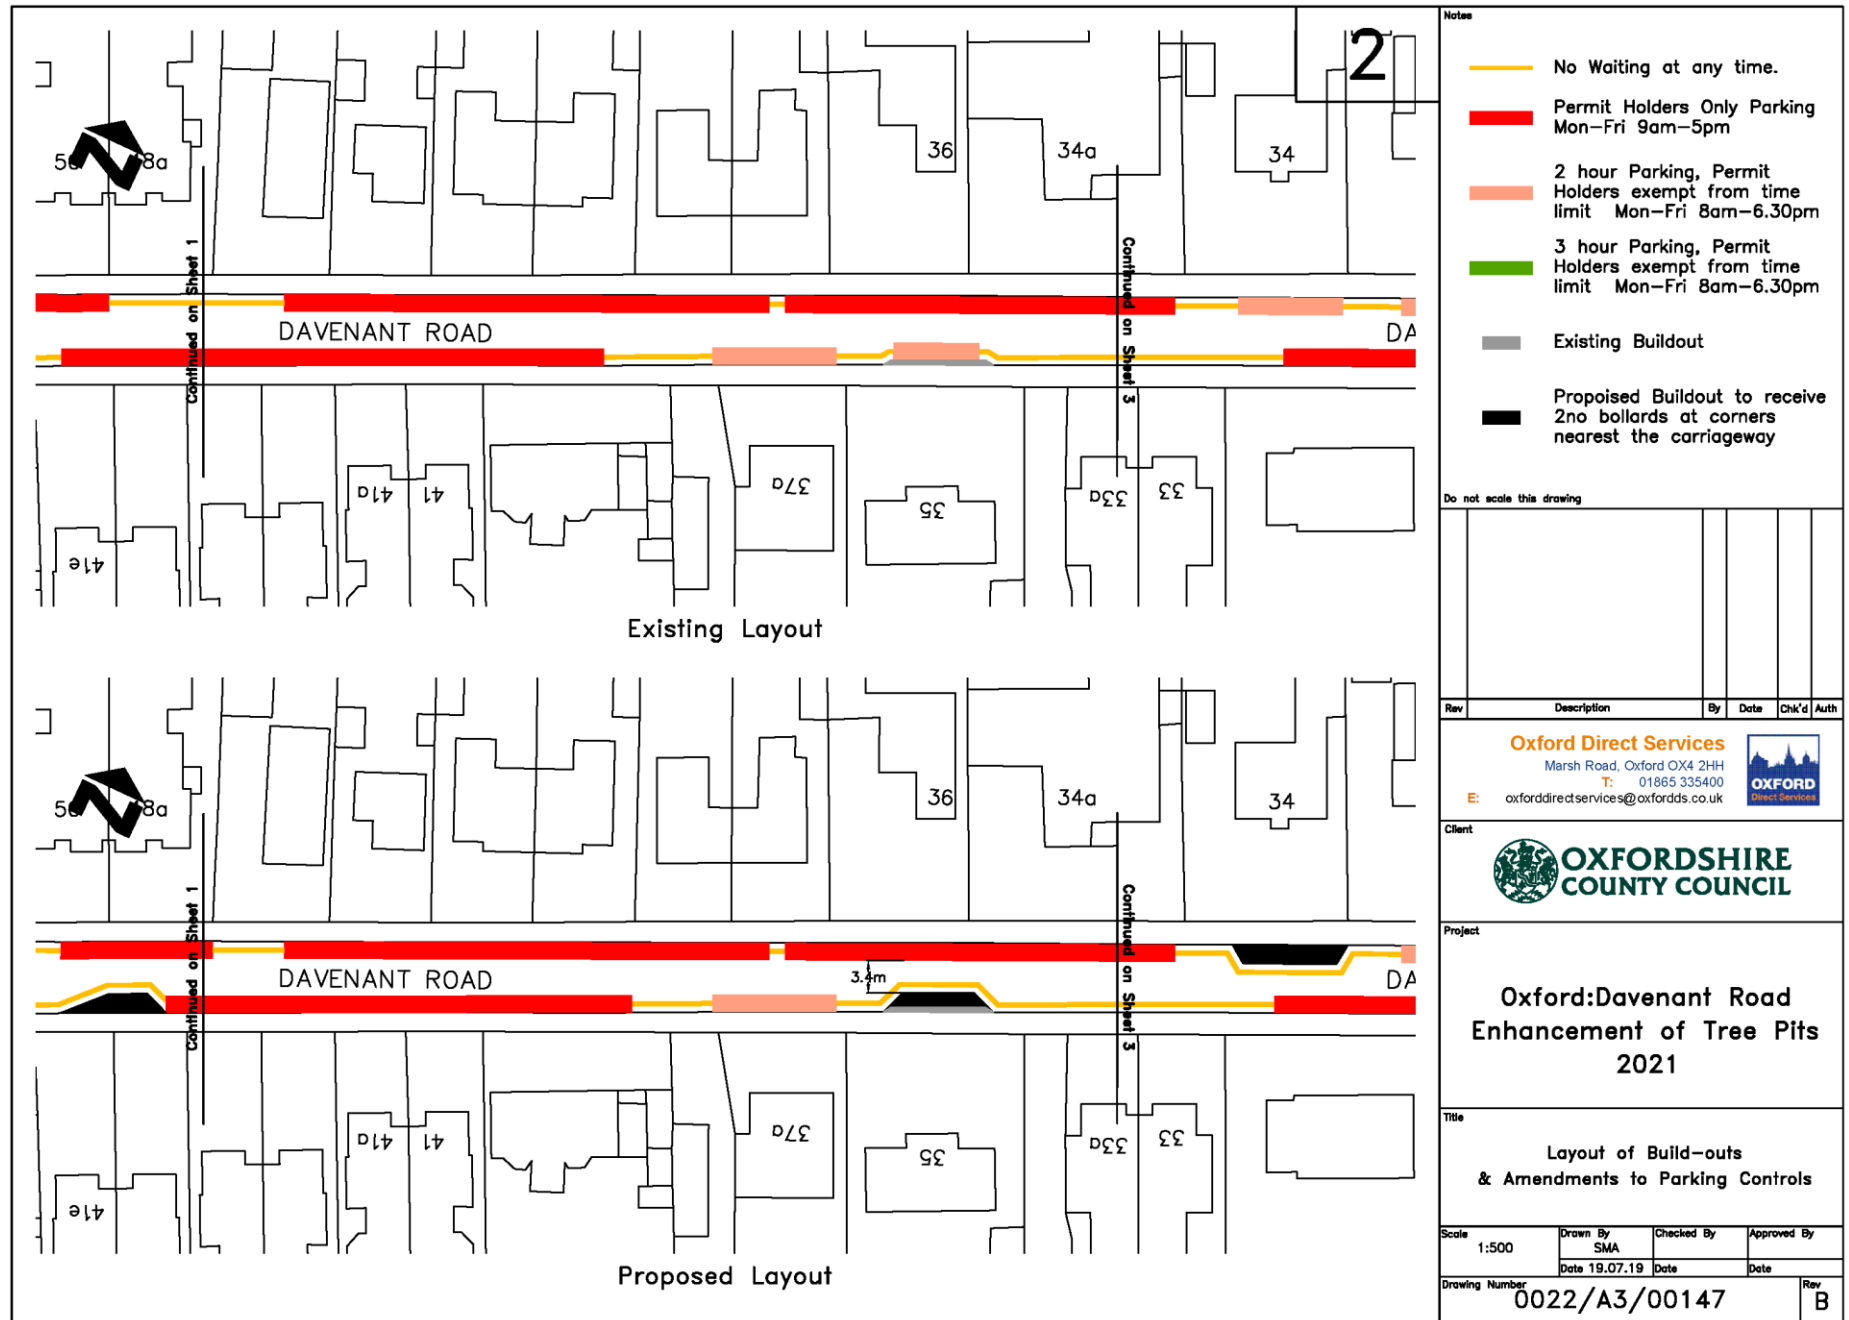 2
5
8a
36
34a
34
Continued on Sheet 1
Continued on Sheet 3
DAVENANT ROAD
DA
41e
41a
41
37a
35
33a
33
Existing Layout
5
8a
36
34a
34
Continued on Sheet 1
Continued on Sheet 3
DAVENANT ROAD
3.4m
DA
41e
41a
41
37a
35
33a
33
Proposed Layout
Notes
No Waiting at any time.
Permit Holders Only Parking
Mon-Fri 9am-5pm
2 hour Parking, Permit
Holders exempt from time
limit Mon-Fri 8am-6.30pm
3 hour Parking, Permit
Holders exempt from time
limit Mon-Fri 8am-6.30pm
Existing Buildout
Propoised Buildout to receive
2no bollards at corners
nearest the carriageway
Do not scale this drawing
Rev Description By Date Chk'd Auth
Oxford Direct Services
Marsh Road, Oxford OX4 2HH
T: 01865 335400
E: oxforddirectservices@oxfordds.co.uk
OXFORD
Direct Services
Client
OXFORDSHIRE
COUNTY COUNCIL
Project
Oxford:Davenant Road
Enhancement of Tree Pits
2021
Title
Layout of Build-outs
& Amendments to Parking Controls
Scale
1:500
Drawn By
SMA
Checked By
Approved By
Date 19.07.19
Date
Date
Drawing Number
0022/A3/00147
Rev
B